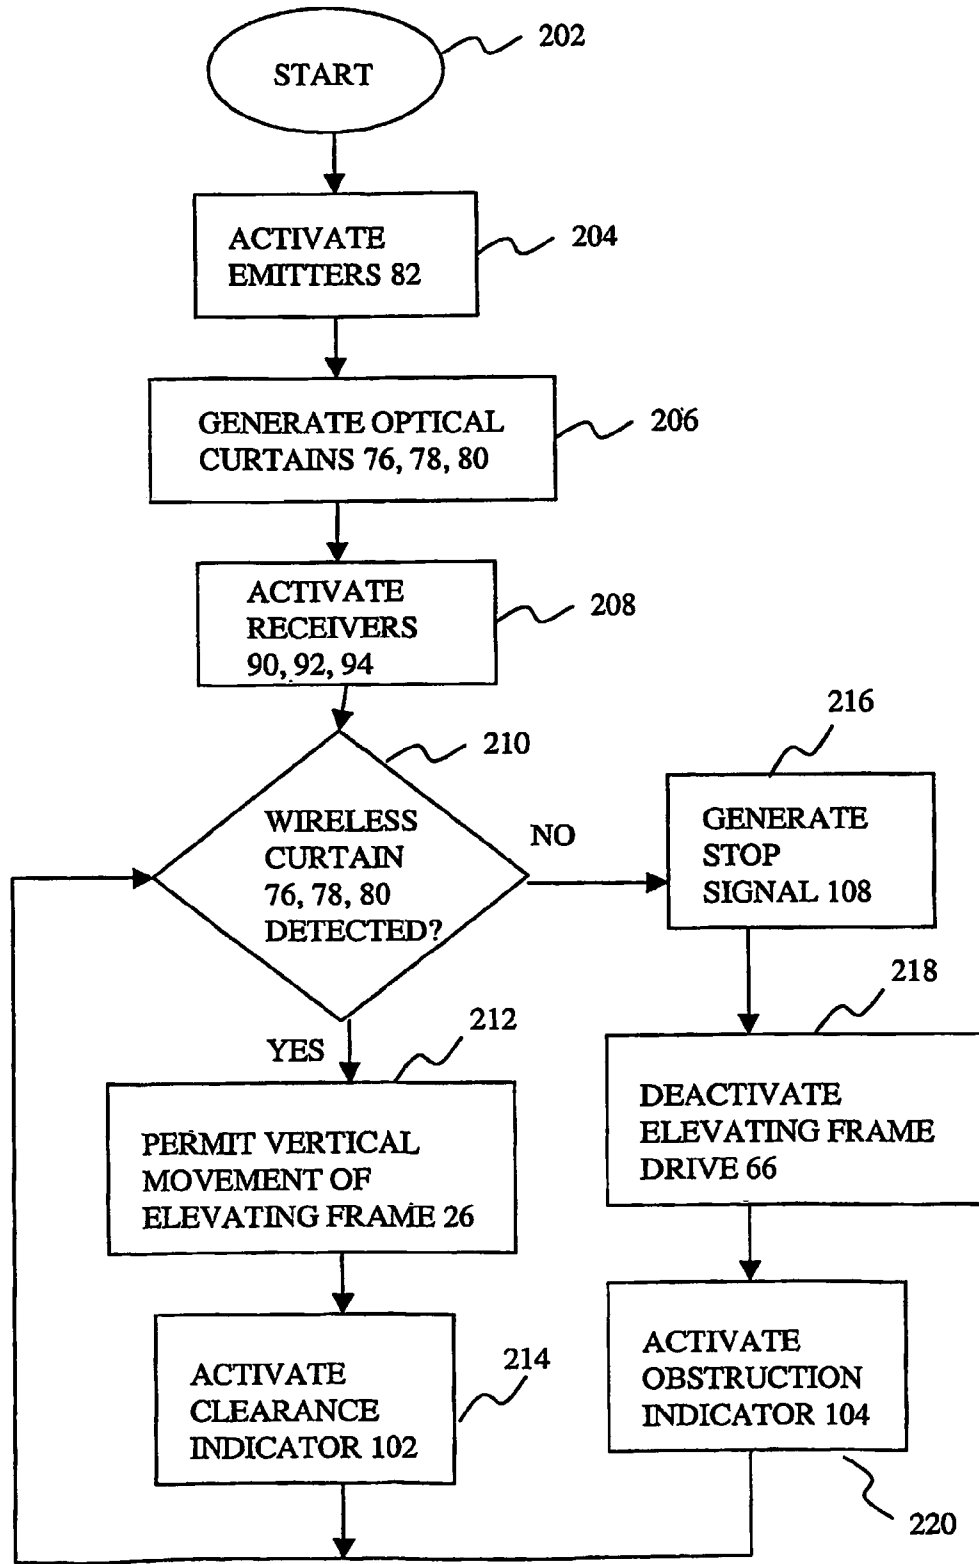 START
202
ACTIVATE
EMITTERS 82
204
GENERATE OPTICAL
CURTAINS 76, 78, 80
206
ACTIVATE
RECEIVERS
90, 92, 94
208
WIRELESS
CURTAIN
76, 78, 80
DETECTED?
210
NO
GENERATE
STOP
SIGNAL 108
216
YES
PERMIT VERTICAL
MOVEMENT OF
ELEVATING FRAME 26
212
DEACTIVATE
ELEVATING FRAME
DRIVE 66
218
ACTIVATE
CLEARANCE
INDICATOR 102
214
ACTIVATE
OBSTRUCTION
INDICATOR 104
220